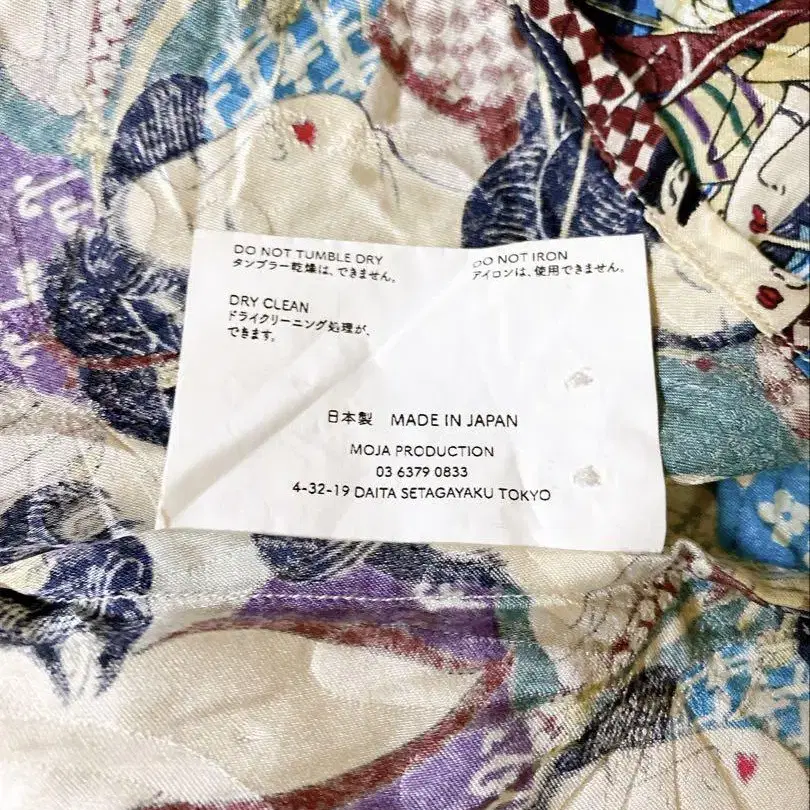 DO NOT TUMBLE DRY
タンブラー乾燥は、できません。
DO NOT IRON
アイロンは、使用できません。
DRY CLEAN
ドライクリーニング処理が、
できます。
日本製 MADE IN JAPAN
MOJA PRODUCTION
03 6379 0833
4-32-19 DAITA SETAGAYAKU TOKYO